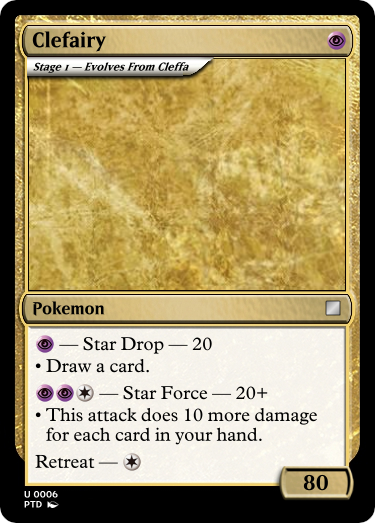 Clefairy
Stage 1 — Evolves From Cleffa
Pokemon
— Star Drop — 20
• Draw a card.
— Star Force — 20+
• This attack does 10 more damage
for each card in your hand.
Retreat —
80
U 0006
PTD